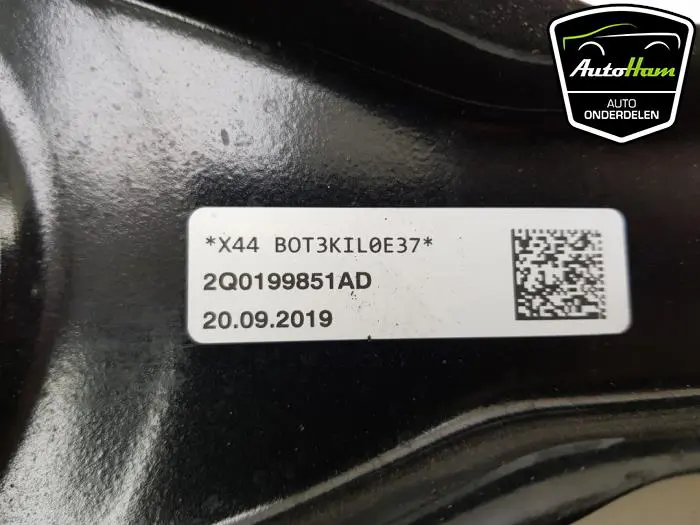 AutoHam
AUTO
ONDERDELEN
*X44 BOT3KIL0E37*
2Q0199851AD
20.09.2019